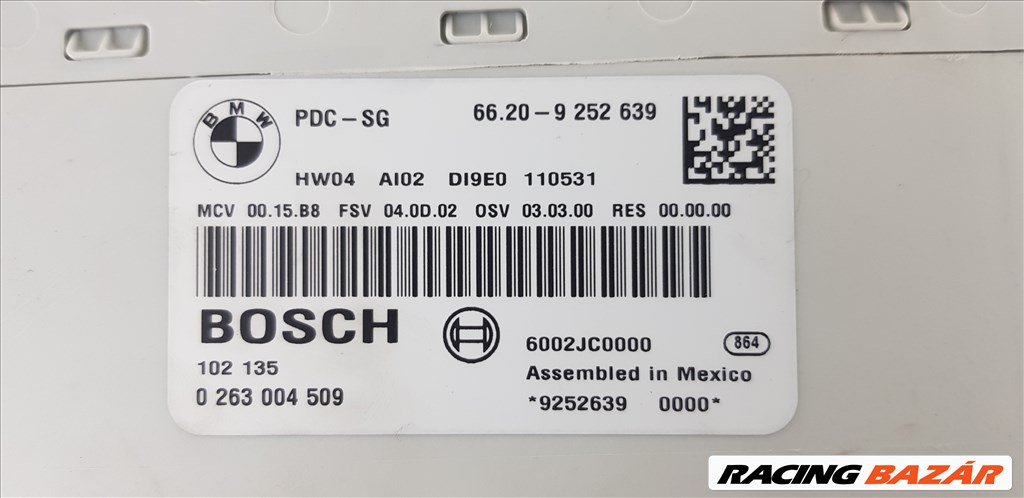 BMW
PDC-SG 66.20-9 252 639
HW04 AI02 DI9E0 110531
MCV 00.15.B8 FSV 04.0D.02 OSV 03.03.00 RES 00.00.00
BOSCH
6002JC0000 864
102 135 Assembled in Mexico
0 263 004 509 *9252639 0000*
RACING BAZÁR